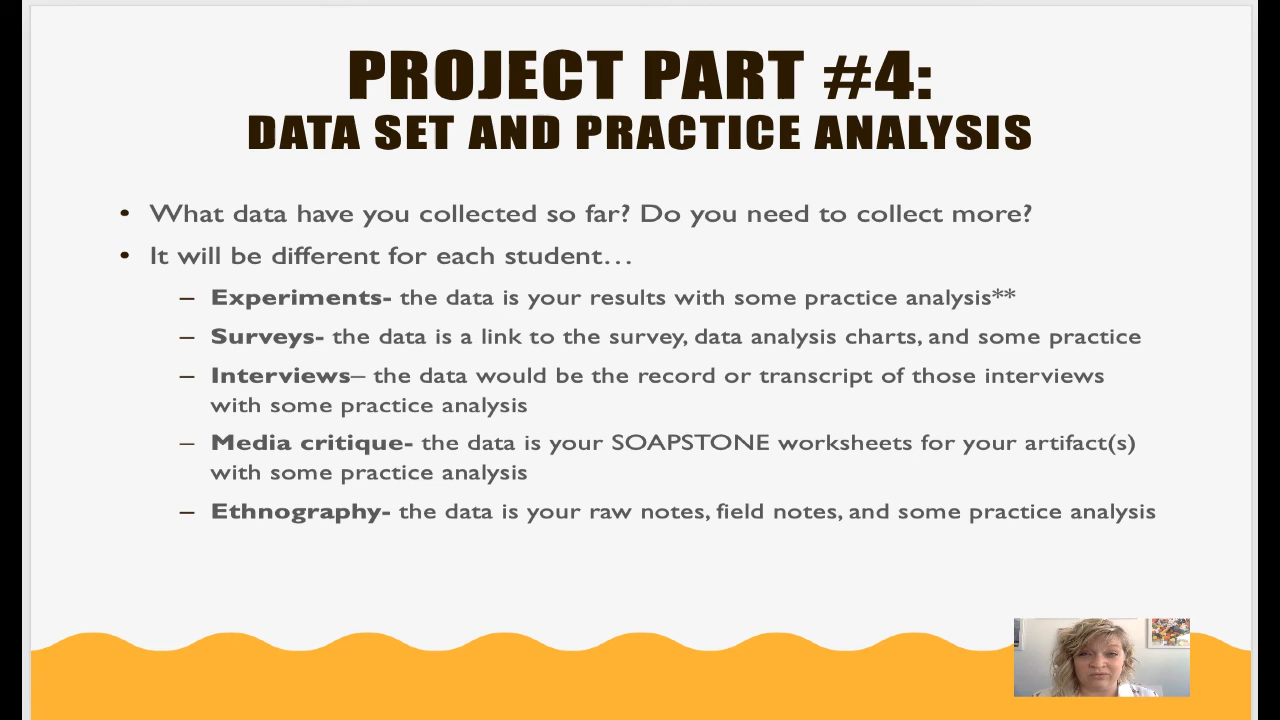 PROJECT PART #4:
DATA SET AND PRACTICE ANALYSIS
• What data have you collected so far? Do you need to collect more?
• It will be different for each student…
– Experiments- the data is your results with some practice analysis**
– Surveys- the data is a link to the survey, data analysis charts, and some practice
– Interviews– the data would be the record or transcript of those interviews
with some practice analysis
– Media critique- the data is your SOAPSTONE worksheets for your artifact(s)
with some practice analysis
– Ethnography- the data is your raw notes, field notes, and some practice analysis